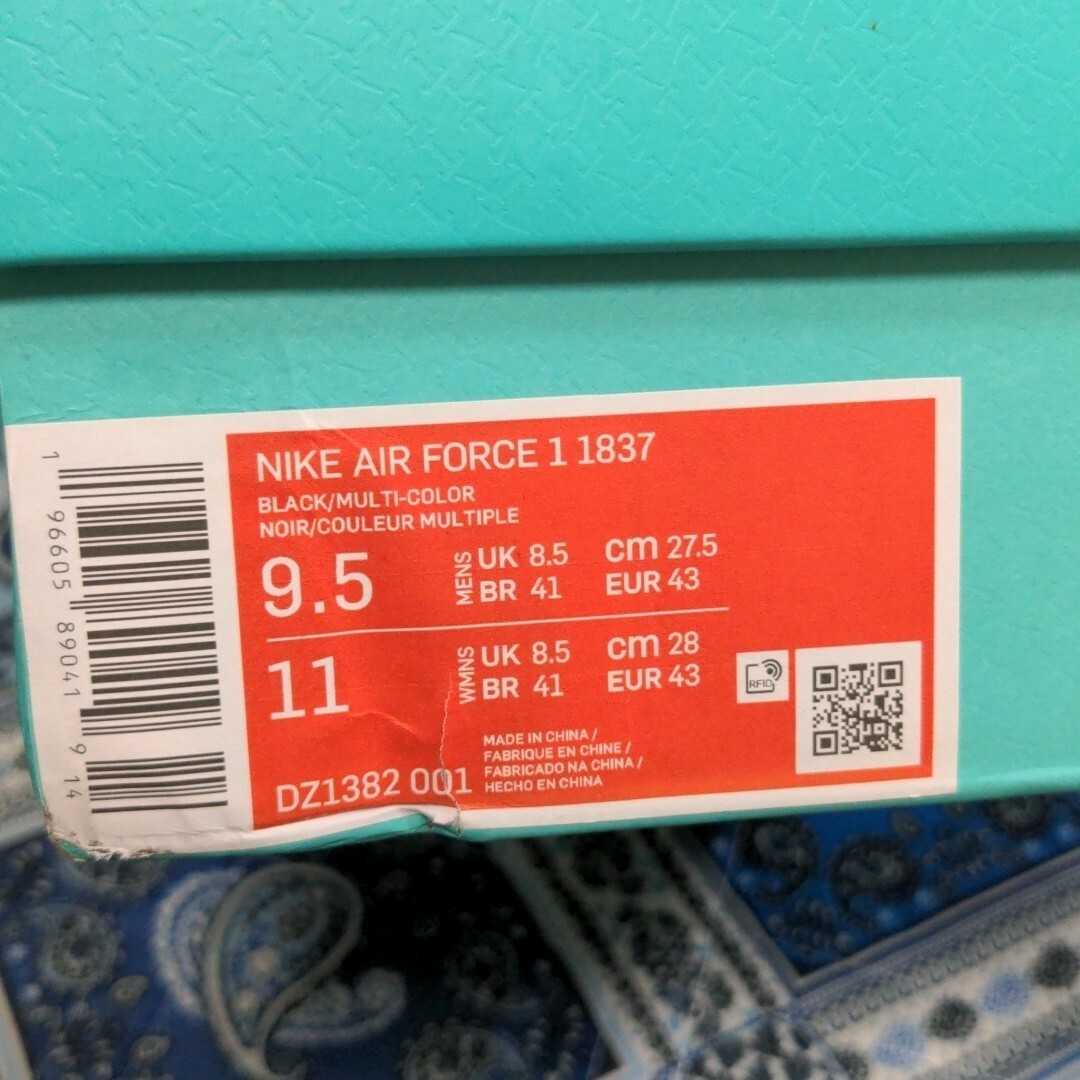 NIKE AIR FORCE 1 1837
BLACK/MULTI-COLOR
NOIR/COULEUR MULTIPLE
9.5
MENS
UK 8.5 cm 27.5
BR 41 EUR 43
11
WMNS
UK 8.5 cm 28
BR 41 EUR 43
RFID
MADE IN CHINA /
FABRIQUE EN CHINE /
FABRICADO NA CHINA /
HECHO EN CHINA
DZ1382 001
1 96605 89041 9 14